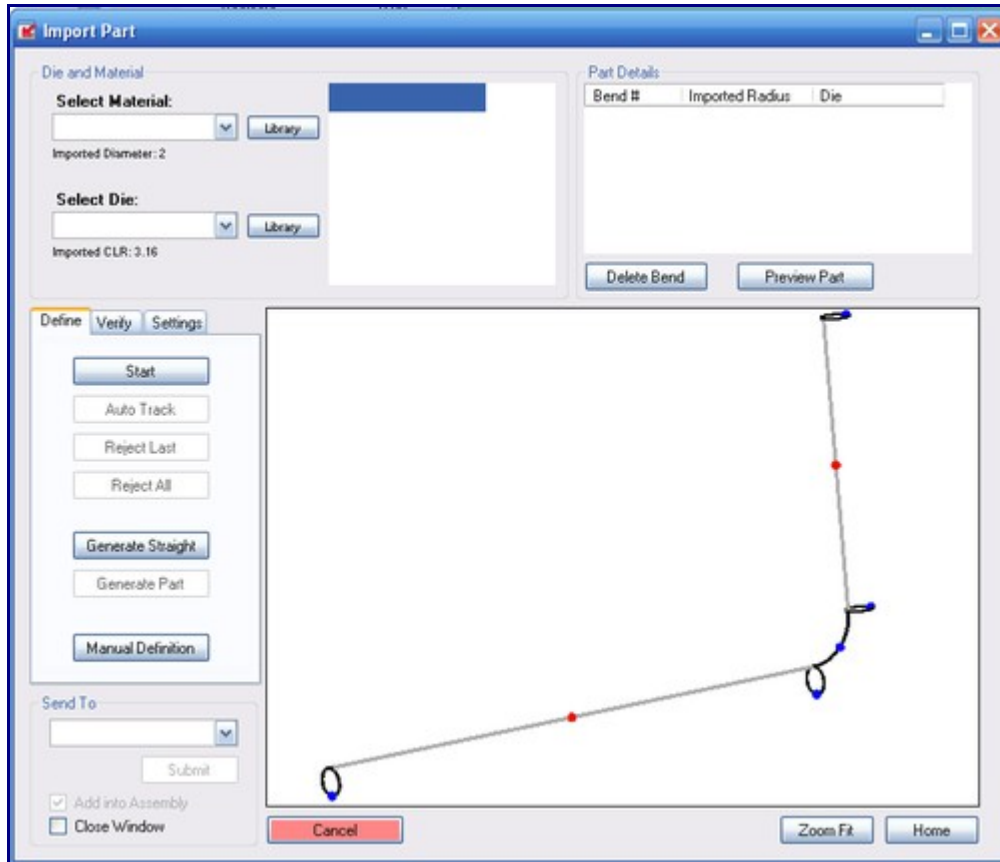 Import Part
Die and Material
Select Material:
Library
Imported Diameter: 2
Select Die:
Library
Imported CLR: 3.16
Part Details
Bend # Imported Radius Die
Delete Bend Preview Part
Define Verify Settings
Start
Auto Track
Reject Last
Reject All
Generate Straight
Generate Part
Manual Definition
Send To
Submit
Add into Assembly
Close Window
Cancel Zoom Fit Home